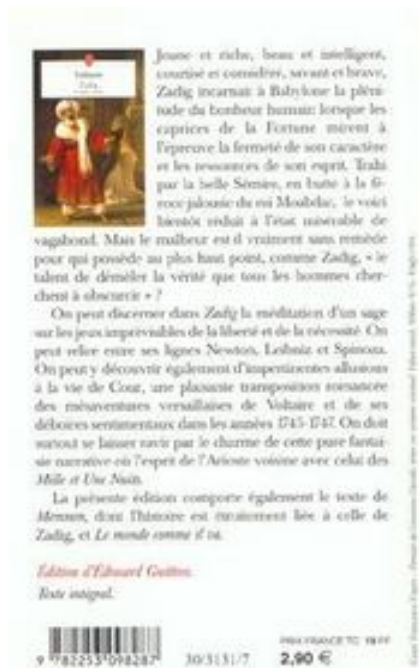 Voltaire
Zadig
Jeune et riche, beau et intelligent,
courtisé et considéré, savant et brave,
Zadig incarnait à Babylone la pléni-
tude du bonheur humain lorsque les
caprices de la Fortune mirent à
l'épreuve la fermeté de son caractère
et les ressources de son esprit. Trahi
par la belle Sémire, en butte à la fé-
roce jalousie du roi Moabdar, le voici
bientôt réduit à l'état misérable de
vagabond. Mais le malheur est-il vraiment sans remède
pour qui possède au plus haut point, comme Zadig, « le
talent de démêler la vérité que tous les hommes cher-
chent à obscurcir » ?
On peut discerner dans Zadig la méditation d'un sage
sur les jeux imprévisibles de la liberté et de la nécessité. On
peut relire entre ses lignes Newton, Leibniz et Spinoza.
On peut y découvrir également d'impertinentes allusions
à la vie de Cour, une plaisante transposition romancée
des mésaventures versaillaises de Voltaire et de ses
déboires sentimentaux dans les années 1745-1747. On doit
surtout se laisser ravir par le charme de cette pure fantai-
sie narrative où l'esprit de l'Arioste voisine avec celui des
Mille et Une Nuits.
La présente édition comporte également le texte de
Memnon, dont l'histoire est étroitement liée à celle de
Zadig, et Le monde comme il va.
Édition d'Édouard Guitton.
Texte intégral.
9 782253 098287
30/3131/7
PRIX FRANCE TC 19 FF
2,90 €